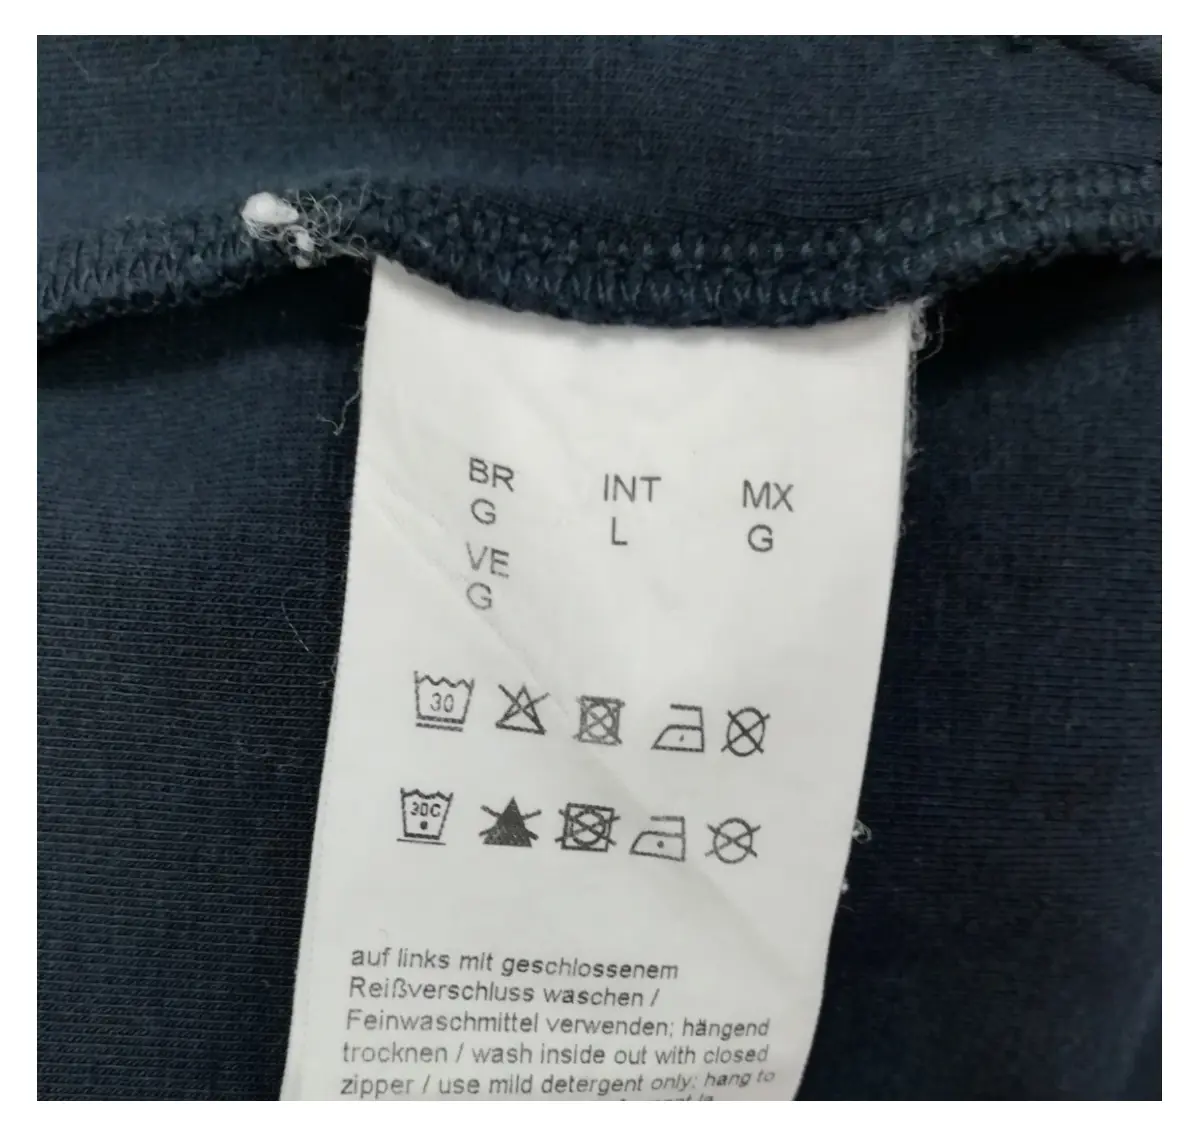 BR INT MX
G L G
VE
G
30
30C
auf links mit geschlossenem
Reißverschluss waschen /
Feinwaschmittel verwenden; hängend
trocknen / wash inside out with closed
zipper / use mild detergent only; hang to